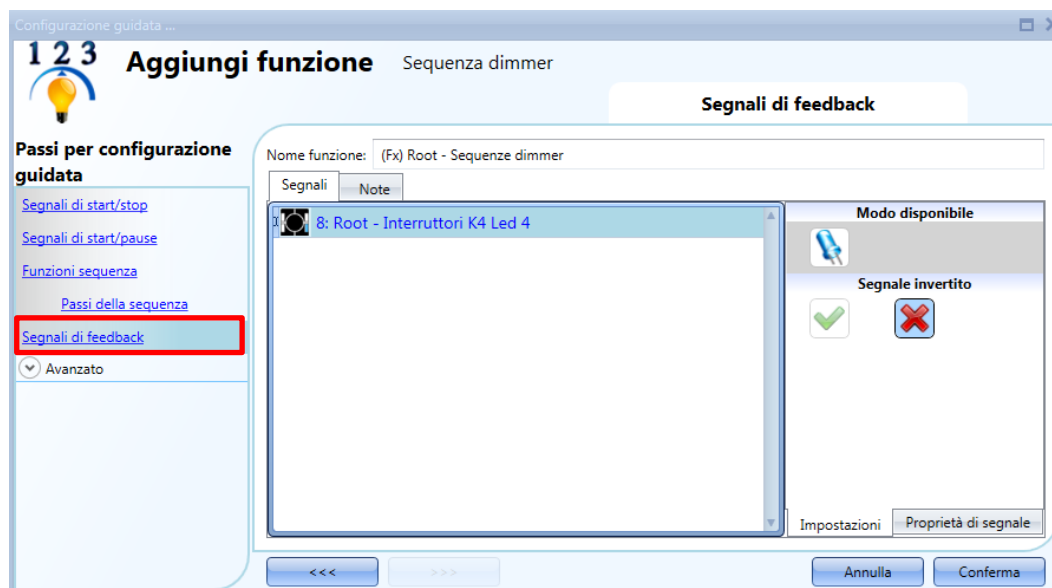 Configurazione guidata ...
1 2 3
Aggiungi funzione Sequenza dimmer
Segnali di feedback
Passi per configurazione
guidata
Segnali di start/stop
Segnali di start/pause
Funzioni sequenza
Passi della sequenza
Segnali di feedback
Avanzato
Nome funzione: (Fx) Root - Sequenze dimmer
Segnali Note
8: Root - Interruttori K4 Led 4
Modo disponibile
Segnale invertito
Impostazioni Proprietà di segnale
<<< >>> Annulla Conferma